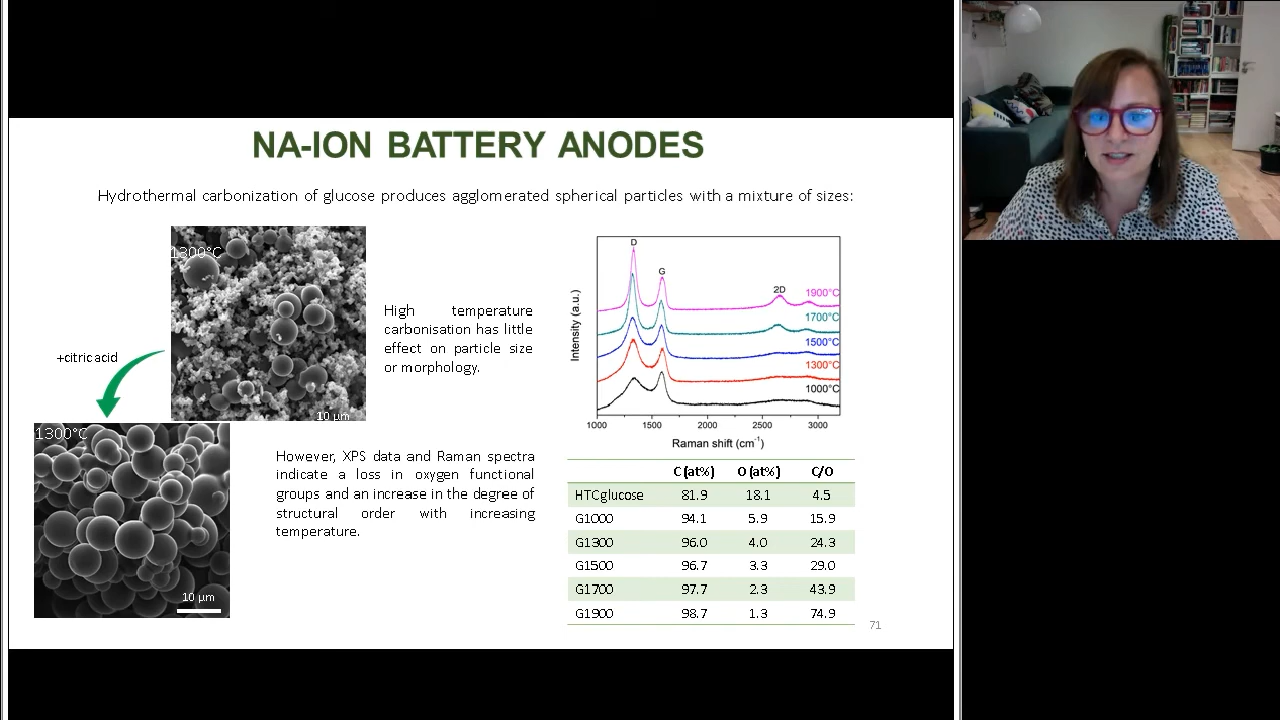 NA-ION BATTERY ANODES
Hydrothermal carbonization of glucose produces agglomerated spherical particles with a mixture of sizes:
1300°C
10 µm
+citric acid
1300°C
10 µm
High temperature
carbonisation has little
effect on particle size
or morphology.
However, XPS data and Raman spectra
indicate a loss in oxygen functional
groups and an increase in the degree of
structural order with increasing
temperature.
D
G
2D
1900°C
1700°C
1500°C
1300°C
1000°C
Intensity (a.u.)
1000 1500 2000 2500 3000
Raman shift (cm⁻¹)
C (at%) O (at%) C/O
HTCglucose 81.9 18.1 4.5
G1000 94.1 5.9 15.9
G1300 96.0 4.0 24.3
G1500 96.7 3.3 29.0
G1700 97.7 2.3 43.9
G1900 98.7 1.3 74.9
71